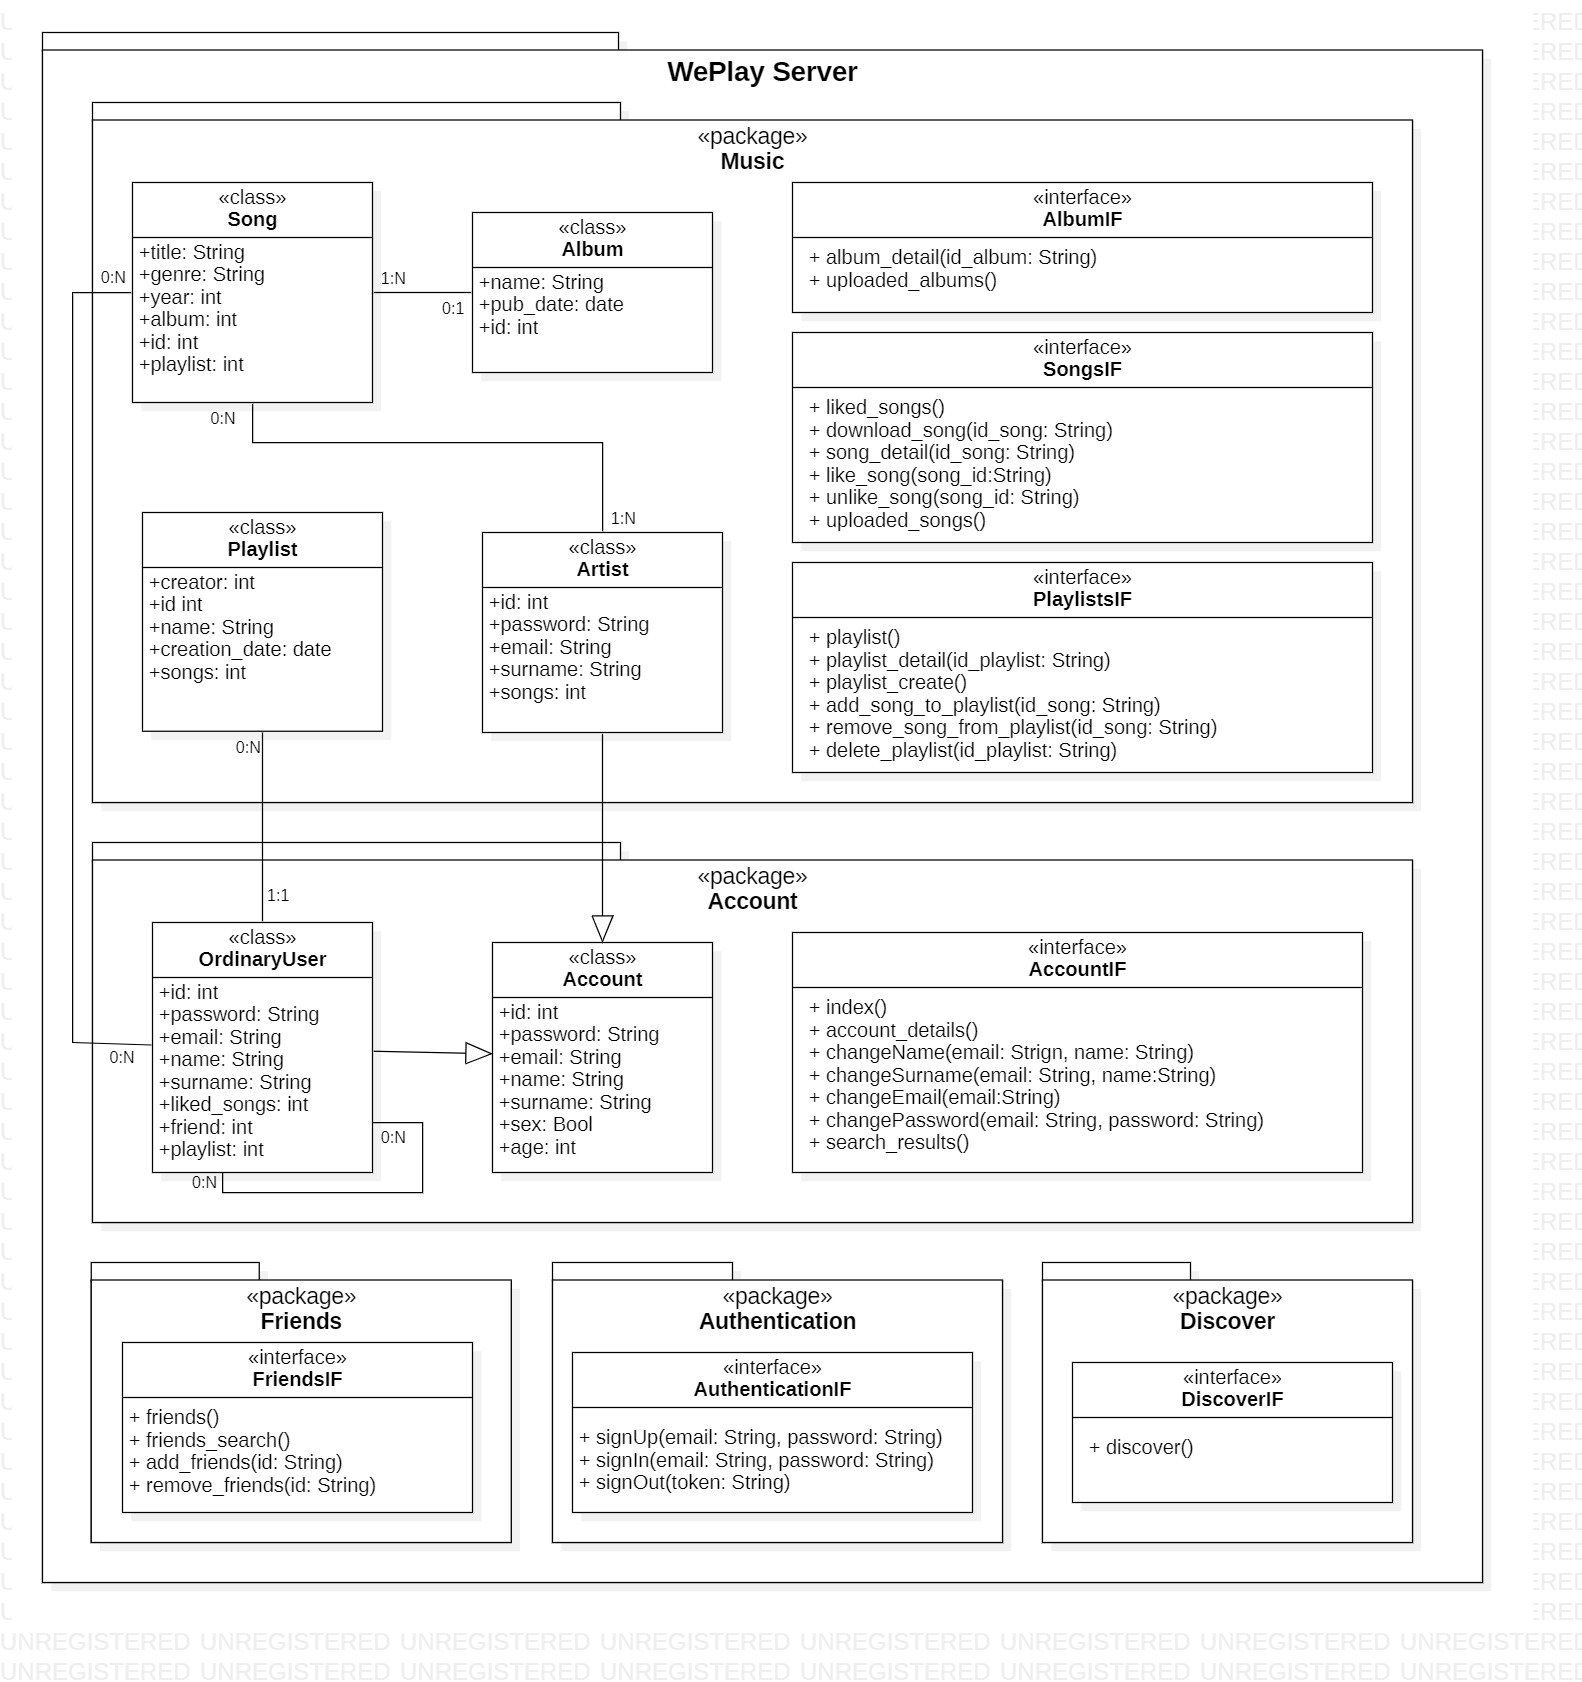 WePlay Server
«package»
Music
«class»
Song
+title: String
+genre: String
+year: int
+album: int
+id: int
+playlist: int
0:N
1:N
0:1
0:N
«class»
Album
+name: String
+pub_date: date
+id: int
«interface»
AlbumIF
+ album_detail(id_album: String)
+ uploaded_albums()
«interface»
SongsIF
+ liked_songs()
+ download_song(id_song: String)
+ song_detail(id_song: String)
+ like_song(song_id:String)
+ unlike_song(song_id: String)
+ uploaded_songs()
«class»
Playlist
+creator: int
+id int
+name: String
+creation_date: date
+songs: int
0:N
1:N
«class»
Artist
+id: int
+password: String
+email: String
+surname: String
+songs: int
«interface»
PlaylistsIF
+ playlist()
+ playlist_detail(id_playlist: String)
+ playlist_create()
+ add_song_to_playlist(id_song: String)
+ remove_song_from_playlist(id_song: String)
+ delete_playlist(id_playlist: String)
«package»
Account
1:1
«class»
OrdinaryUser
+id: int
+password: String
+email: String
+name: String
+surname: String
+liked_songs: int
+friend: int
+playlist: int
0:N
0:N
0:N
«class»
Account
+id: int
+password: String
+email: String
+name: String
+surname: String
+sex: Bool
+age: int
«interface»
AccountIF
+ index()
+ account_details()
+ changeName(email: Strign, name: String)
+ changeSurname(email: String, name:String)
+ changeEmail(email:String)
+ changePassword(email: String, password: String)
+ search_results()
«package»
Friends
«interface»
FriendsIF
+ friends()
+ friends_search()
+ add_friends(id: String)
+ remove_friends(id: String)
«package»
Authentication
«interface»
AuthenticationIF
+ signUp(email: String, password: String)
+ signIn(email: String, password: String)
+ signOut(token: String)
«package»
Discover
«interface»
DiscoverIF
+ discover()
UNREGISTERED UNREGISTERED UNREGISTERED UNREGISTERED UNREGISTERED UNREGISTERED UNREGISTERED UNREGISTERED
UNREGISTERED UNREGISTERED UNREGISTERED UNREGISTERED UNREGISTERED UNREGISTERED UNREGISTERED UNREGISTERED